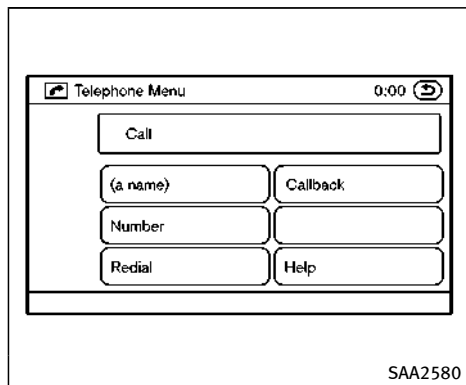 Telephone Menu 0:00
Call
(a name) Callback
Number
Redial Help
SAA2580